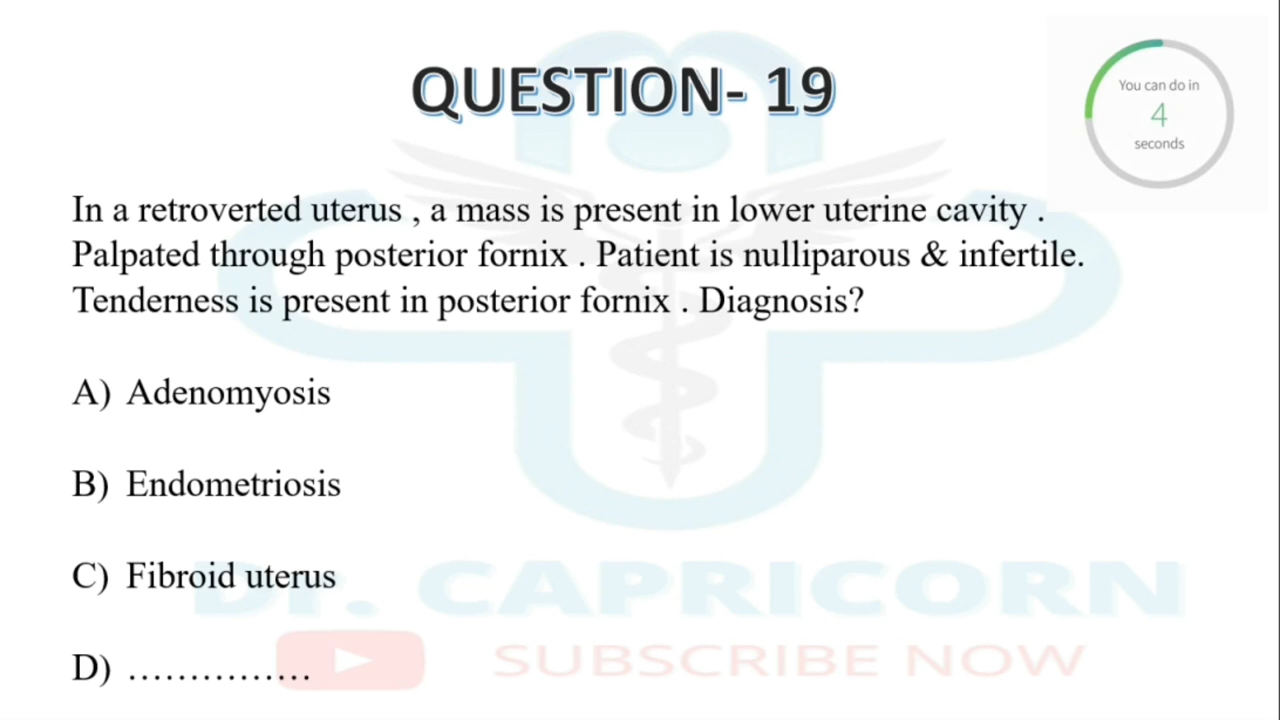 QUESTION- 19
You can do in
4
seconds
In a retroverted uterus , a mass is present in lower uterine cavity .
Palpated through posterior fornix . Patient is nulliparous & infertile.
Tenderness is present in posterior fornix . Diagnosis?
A) Adenomyosis
B) Endometriosis
C) Fibroid uterus
D) ……………
Dr. CAPRICORN
SUBSCRIBE NOW